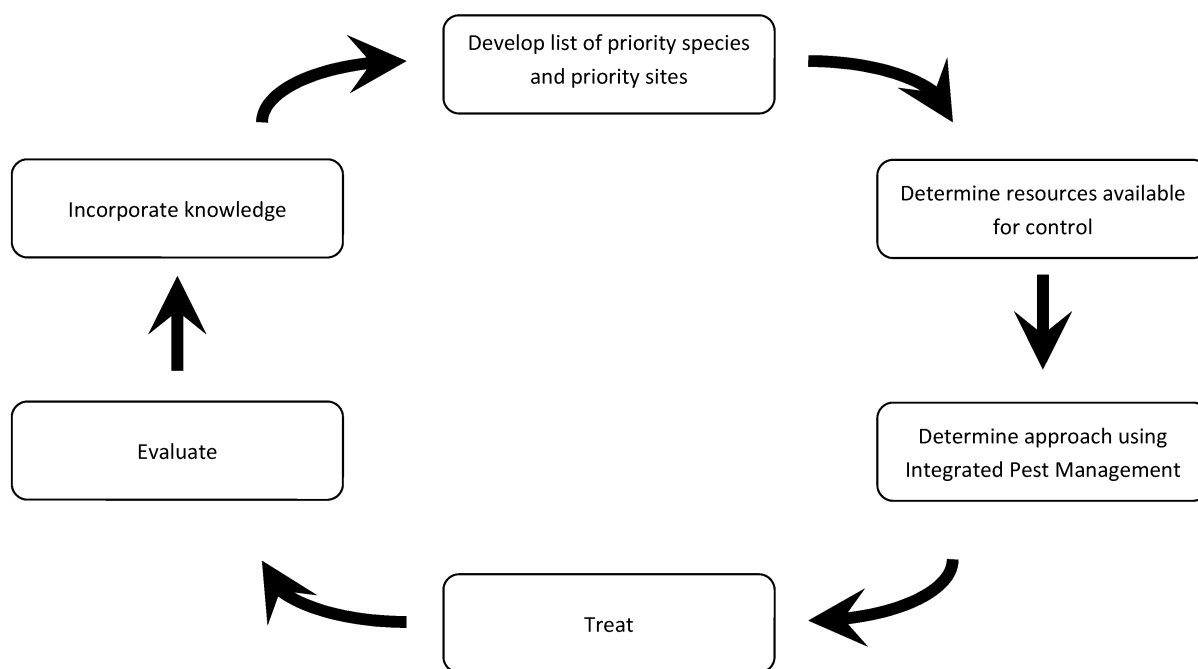 Develop list of priority species
and priority sites
Determine resources available
for control
Determine approach using
Integrated Pest Management
Treat
Evaluate
Incorporate knowledge